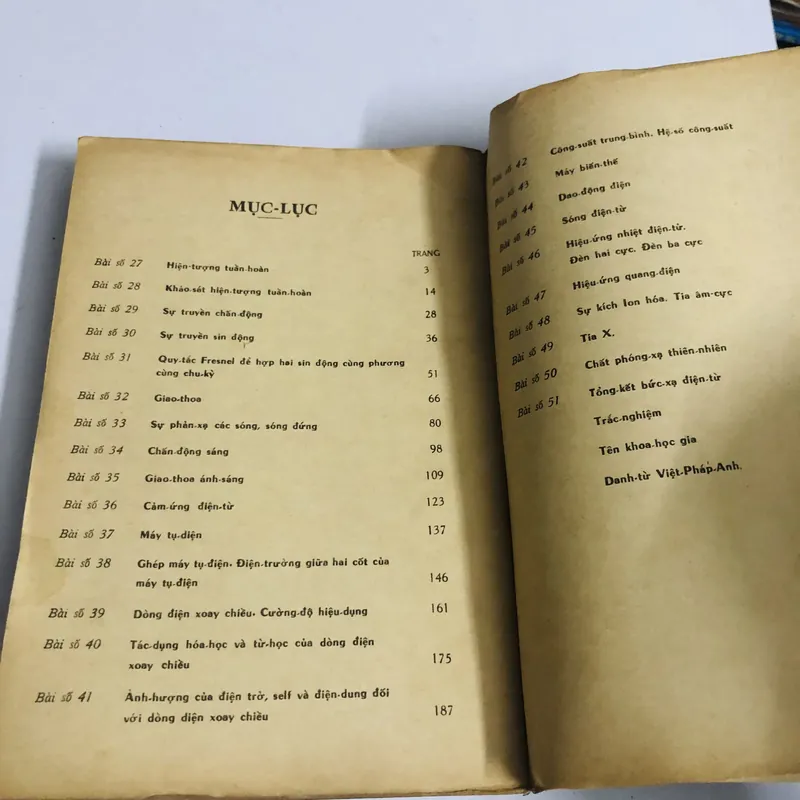 MỤC-LỤC
TRANG
Bài số 27 Hiện-tượng tuần-hoàn 3
Bài số 28 Khảo-sát hiện-tượng tuần-hoàn 14
Bài số 29 Sự truyền chấn-động 28
Bài số 30 Sự truyền sin động 36
Bài số 31 Quy-tắc Fresnel để hợp hai sin động cùng phương
cùng chu-kỳ 51
Bài số 32 Giao-thoa 66
Bài số 33 Sự phản-xạ các sóng, sóng đứng 80
Bài số 34 Chấn-động sáng 98
Bài số 35 Giao-thoa ánh-sáng 109
Bài số 36 Cảm-ứng điện-từ 123
Bài số 37 Máy tụ-điện 137
Bài số 38 Ghép máy tụ-điện. Điện-trường giữa hai cốt của
máy tụ-điện 146
Bài số 39 Dòng điện xoay chiều. Cường-độ hiệu-dụng 161
Bài số 40 Tác-dụng hóa-học và từ-học của dòng điện
xoay chiều 175
Bài số 41 Ảnh-hượng của điện trở, self và điện-dung đối
với dòng điện xoay chiều 187
Bài số 42 Công-suất trung-bình. Hệ-số công-suất
Bài số 43 Máy biến-thế
Bài số 44 Dao-động điện
Bài số 45 Sóng điện-từ
Bài số 46 Hiệu-ứng nhiệt điện-từ.
Đèn hai cực. Đèn ba cực
Bài số 47 Hiệu-ứng quang-điện
Bài số 48 Sự kích Ion hóa. Tia âm-cực
Bài số 49 Tia X.
Bài số 50 Chất phóng-xạ thiên-nhiên
Bài số 51 Tổng-kết bức-xạ điện-từ
Trắc-nghiệm
Tên khoa-học gia
Danh-từ Việt-Pháp-Anh.